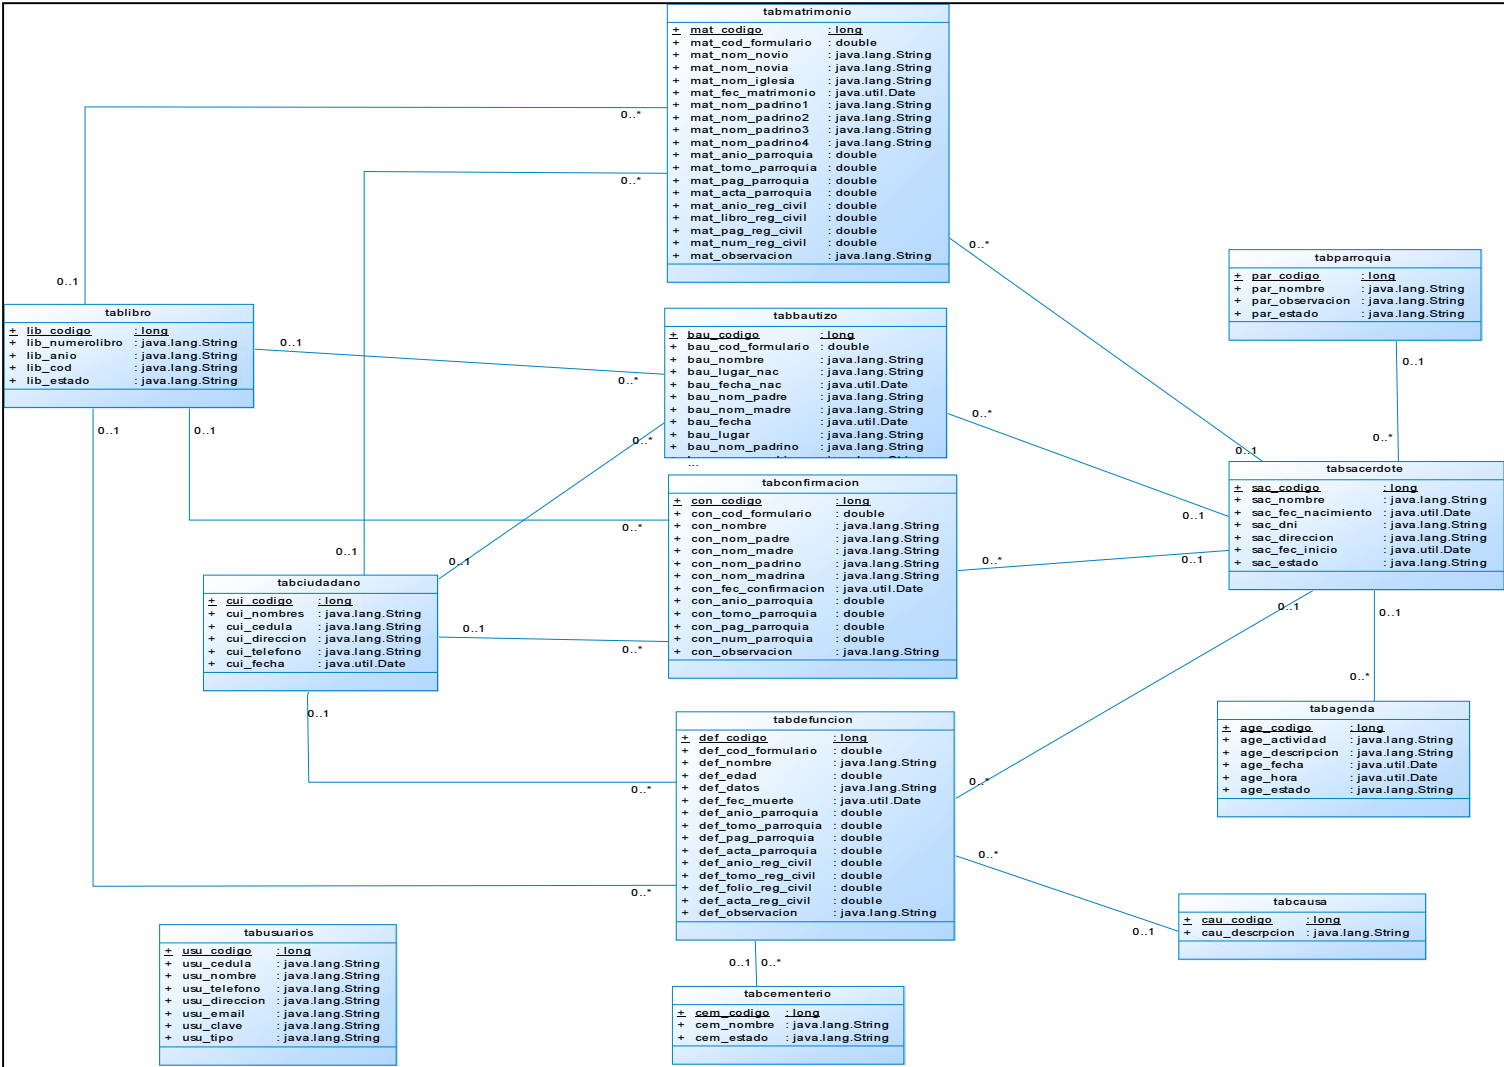 tabmatrimonio
+ mat_codigo : long
+ mat_cod_formulario : double
+ mat_nom_novio : java.lang.String
+ mat_nom_novia : java.lang.String
+ mat_nom_iglesia : java.lang.String
+ mat_fec_matrimonio : java.util.Date
+ mat_nom_padrino1 : java.lang.String
+ mat_nom_padrino2 : java.lang.String
+ mat_nom_padrino3 : java.lang.String
+ mat_nom_padrino4 : java.lang.String
+ mat_anio_parroquia : double
+ mat_tomo_parroquia : double
+ mat_pag_parroquia : double
+ mat_acta_parroquia : double
+ mat_anio_reg_civil : double
+ mat_libro_reg_civil : double
+ mat_pag_reg_civil : double
+ mat_num_reg_civil : double
+ mat_observacion : java.lang.String
0..*
0..*
0..*
0..1
tabparroquia
+ par_codigo : long
+ par_nombre : java.lang.String
+ par_observacion : java.lang.String
+ par_estado : java.lang.String
0..1
0..*
tablibro
+ lib_codigo : long
+ lib_numerolibro : java.lang.String
+ lib_anio : java.lang.String
+ lib_cod : java.lang.String
+ lib_estado : java.lang.String
0..1
0..1
0..1
tabbautizo
+ bau_codigo : long
+ bau_cod_formulario : double
+ bau_nombre : java.lang.String
+ bau_lugar_nac : java.lang.String
+ bau_fecha_nac : java.util.Date
+ bau_nom_padre : java.lang.String
+ bau_nom_madre : java.lang.String
+ bau_fecha : java.util.Date
+ bau_lugar : java.lang.String
+ bau_nom_padrino : java.lang.String
...
0..*
0..*
0..*
0..1
tabsacerdote
+ sac_codigo : long
+ sac_nombre : java.lang.String
+ sac_fec_nacimiento : java.util.Date
+ sac_dni : java.lang.String
+ sac_direccion : java.lang.String
+ sac_fec_inicio : java.util.Date
+ sac_estado : java.lang.String
0..1
0..1
0..1
0..1
tabconfirmacion
+ con_codigo : long
+ con_cod_formulario : double
+ con_nombre : java.lang.String
+ con_nom_padre : java.lang.String
+ con_nom_madre : java.lang.String
+ con_nom_padrino : java.lang.String
+ con_nom_madrina : java.lang.String
+ con_fec_confirmacion : java.util.Date
+ con_anio_parroquia : double
+ con_tomo_parroquia : double
+ con_pag_parroquia : double
+ con_num_parroquia : double
+ con_observacion : java.lang.String
0..*
0..*
0..*
0..1
0..1
tabciudadano
+ cui_codigo : long
+ cui_nombres : java.lang.String
+ cui_cedula : java.lang.String
+ cui_direccion : java.lang.String
+ cui_telefono : java.lang.String
+ cui_fecha : java.util.Date
0..1
0..1
0..*
tabagenda
+ age_codigo : long
+ age_actividad : java.lang.String
+ age_descripcion : java.lang.String
+ age_fecha : java.util.Date
+ age_hora : java.util.Date
+ age_estado : java.lang.String
tabdefuncion
+ def_codigo : long
+ def_cod_formulario : double
+ def_nombre : java.lang.String
+ def_edad : double
+ def_datos : java.lang.String
+ def_fec_muerte : java.util.Date
+ def_anio_parroquia : double
+ def_tomo_parroquia : double
+ def_pag_parroquia : double
+ def_acta_parroquia : double
+ def_anio_reg_civil : double
+ def_tomo_reg_civil : double
+ def_folio_reg_civil : double
+ def_acta_reg_civil : double
+ def_observacion : java.lang.String
0..*
0..*
0..*
0..*
0..1
0..1 0..*
tabcausa
+ cau_codigo : long
+ cau_descrpcion : java.lang.String
tabusuarios
+ usu_codigo : long
+ usu_cedula : java.lang.String
+ usu_nombre : java.lang.String
+ usu_telefono : java.lang.String
+ usu_direccion : java.lang.String
+ usu_email : java.lang.String
+ usu_clave : java.lang.String
+ usu_tipo : java.lang.String
tabcementerio
+ cem_codigo : long
+ cem_nombre : java.lang.String
+ cem_estado : java.lang.String